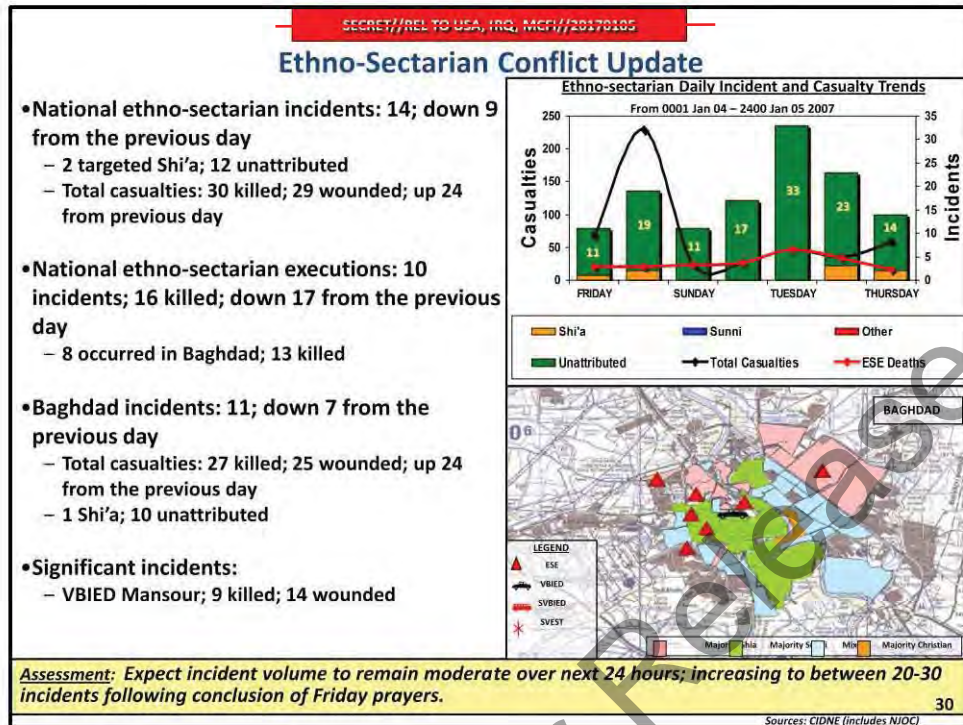 SECRET//REL TO USA, IRQ, MCFI//20170105
Ethno-Sectarian Conflict Update
•National ethno-sectarian incidents: 14; down 9
from the previous day
– 2 targeted Shi'a; 12 unattributed
– Total casualties: 30 killed; 29 wounded; up 24
from previous day
•National ethno-sectarian executions: 10
incidents; 16 killed; down 17 from the previous
day
– 8 occurred in Baghdad; 13 killed
•Baghdad incidents: 11; down 7 from the
previous day
– Total casualties: 27 killed; 25 wounded; up 24
from the previous day
– 1 Shi'a; 10 unattributed
•Significant incidents:
– VBIED Mansour; 9 killed; 14 wounded
Ethno-sectarian Daily Incident and Casualty Trends
From 0001 Jan 04 – 2400 Jan 05 2007
Casualties
250
200
150
100
50
0
11
19
11
17
33
23
14
35
30
25
20
15
10
5
0
Incidents
FRIDAY SUNDAY TUESDAY THURSDAY
Shi'a Sunni Other
Unattributed Total Casualties ESE Deaths
BAGHDAD
LEGEND
ESE
VBIED
SVBIED
SVEST
Majority Christian
Release
Assessment: Expect incident volume to remain moderate over next 24 hours; increasing to between 20-30
incidents following conclusion of Friday prayers.
30
Sources: CIDNE (includes NJOC)